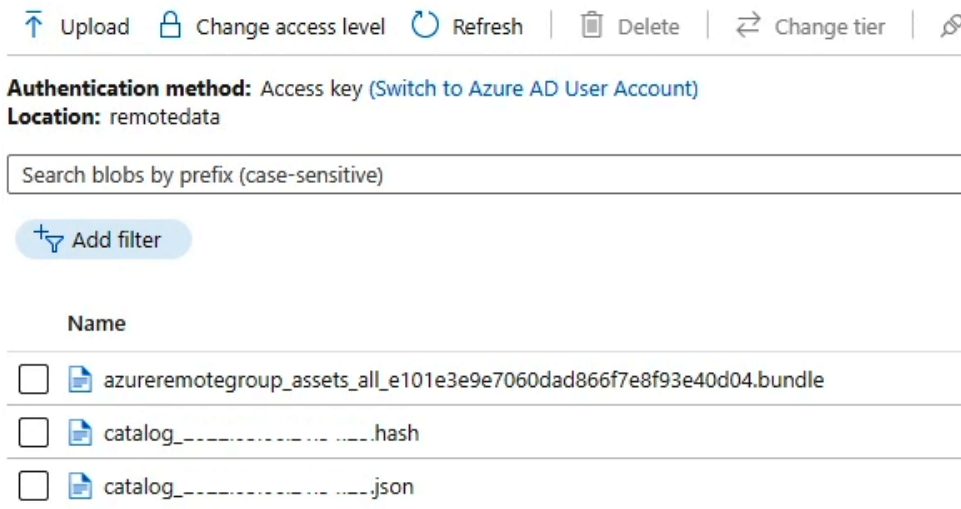 Upload Change access level Refresh Delete Change tier
Authentication method: Access key (Switch to Azure AD User Account)
Location: remotedata
Search blobs by prefix (case-sensitive)
Add filter
Name
azureremotegroup_assets_all_e101e3e9e7060dad866f7e8f93e40d04.bundle
catalog_ .hash
catalog_ .json